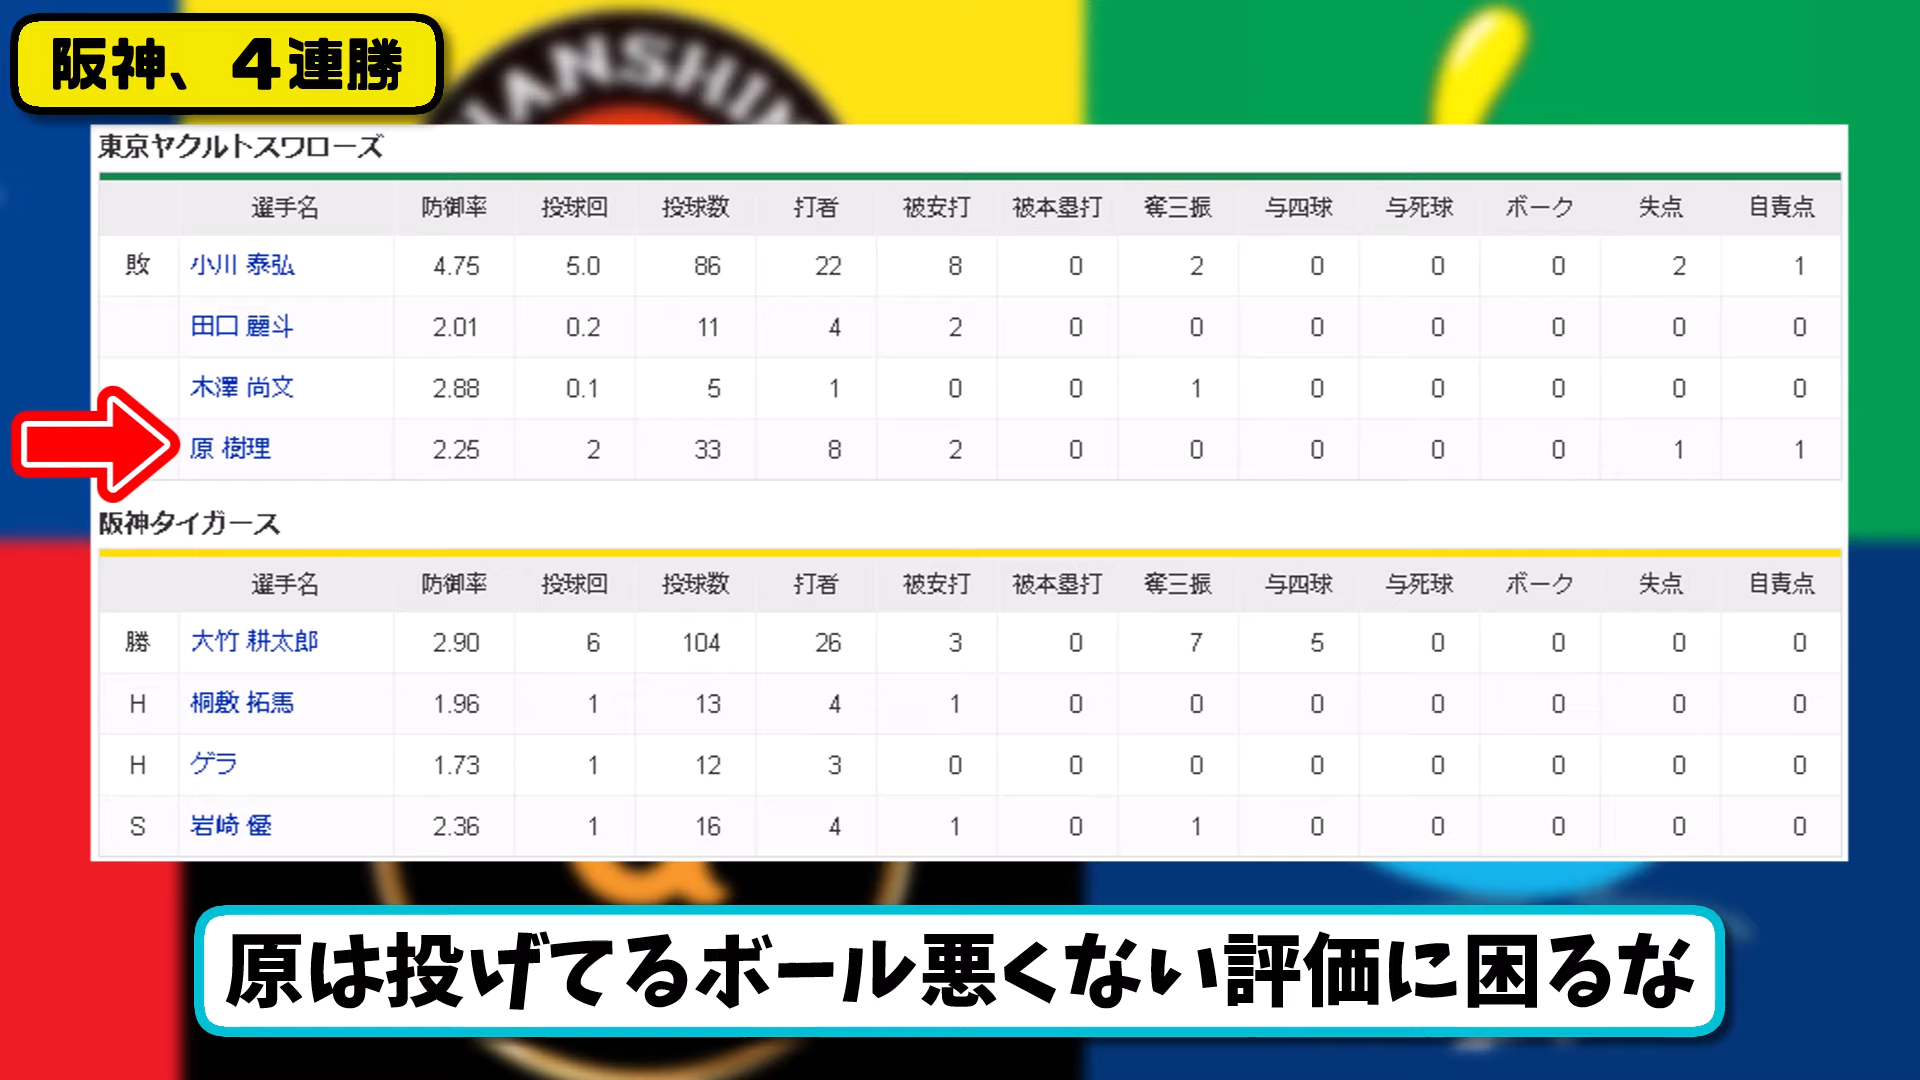 阪神、４連勝
HANSHIN
東京ヤクルトスワローズ
選手名 防御率 投球回 投球数 打者 被安打 被本塁打 奪三振 与四球 与死球 ボーク 失点 自責点
敗 小川 泰弘 4.75 5.0 86 22 8 0 2 0 0 0 2 1
田口 麗斗 2.01 0.2 11 4 2 0 0 0 0 0 0 0
木澤 尚文 2.88 0.1 5 1 0 0 1 0 0 0 0 0
原 樹理 2.25 2 33 8 2 0 0 0 0 0 1 1
阪神タイガース
選手名 防御率 投球回 投球数 打者 被安打 被本塁打 奪三振 与四球 与死球 ボーク 失点 自責点
勝 大竹 耕太郎 2.90 6 104 26 3 0 7 5 0 0 0 0
H 桐敷 拓馬 1.96 1 13 4 1 0 0 0 0 0 0 0
H ゲラ 1.73 1 12 3 0 0 0 0 0 0 0 0
S 岩崎 優 2.36 1 16 4 1 0 1 0 0 0 0 0
原は投げてるボール悪くない評価に困るな